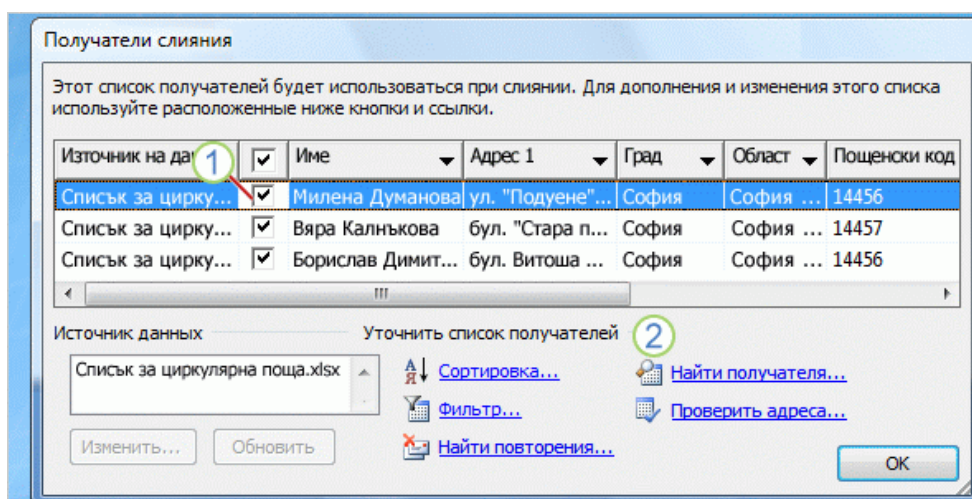 Получатели слияния
Этот список получателей будет использоваться при слиянии. Для дополнения и изменения этого списка
используйте расположенные ниже кнопки и ссылки.
Източник на да 1 Име Адрес 1 Град Област Пощенски код
Списък за цирку... Милена Думанова ул. "Подуене"... София София ... 14456
Списък за цирку... Вяра Калнъкова бул. "Стара п... София София ... 14457
Списък за цирку... Борислав Димит... бул. Витоша ... София София ... 14456
Источник данных Уточнить список получателей 2
Списък за циркулярна поща.xlsx Сортировка... Найти получателя...
Фильтр... Проверить адреса...
Изменить... Обновить Найти повторения...
OK